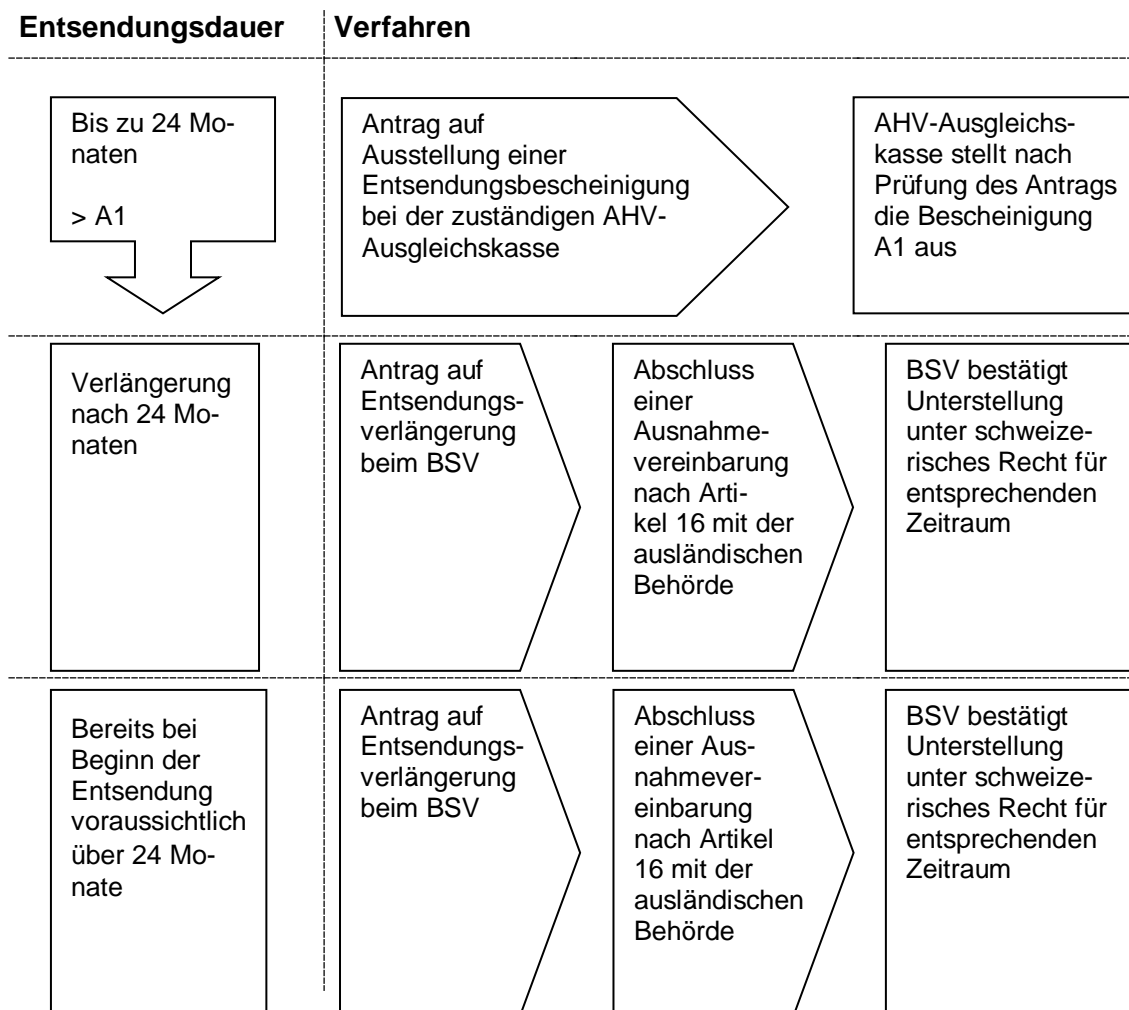 Entsendungsdauer
Verfahren
Bis zu 24 Mo-
naten
> A1
Antrag auf
Ausstellung einer
Entsendungsbescheinigung
bei der zuständigen AHV-
Ausgleichskasse
AHV-Ausgleichs-
kasse stellt nach
Prüfung des Antrags
die Bescheinigung
A1 aus
Verlängerung
nach 24 Mo-
naten
Antrag auf
Entsendungs-
verlängerung
beim BSV
Abschluss
einer
Ausnahme-
vereinbarung
nach Arti-
kel 16 mit der
ausländischen
Behörde
BSV bestätigt
Unterstellung
unter schweize-
risches Recht für
entsprechenden
Zeitraum
Bereits bei
Beginn der
Entsendung
voraussichtlich
über 24 Mo-
nate
Antrag auf
Entsendungs-
verlängerung
beim BSV
Abschluss
einer Aus-
nahmever-
einbarung
nach Artikel
16 mit der
ausländischen
Behörde
BSV bestätigt
Unterstellung
unter schweize-
risches Recht für
entsprechenden
Zeitraum